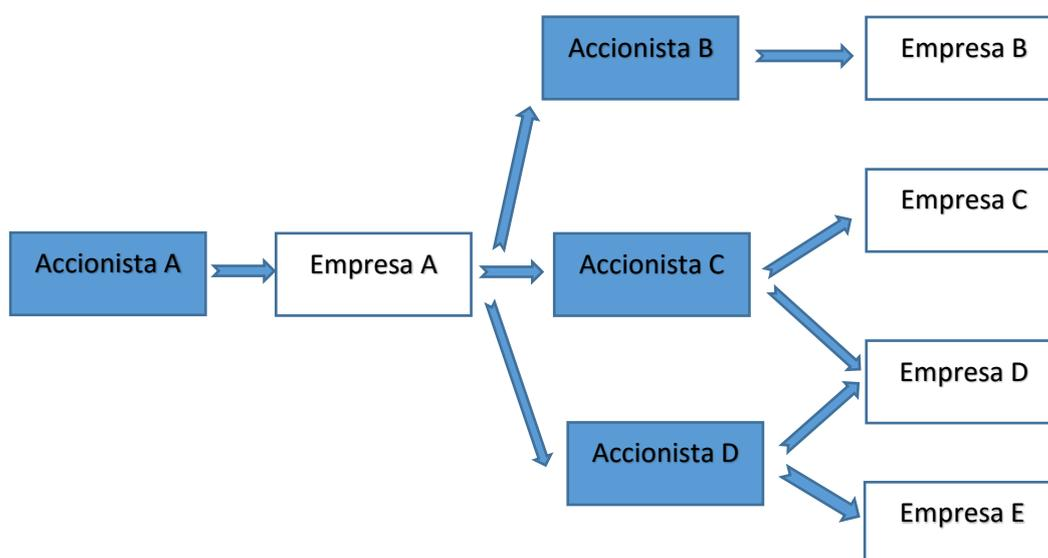 Accionista B
Empresa B
Empresa C
Accionista A
Empresa A
Accionista C
Empresa D
Accionista D
Empresa E